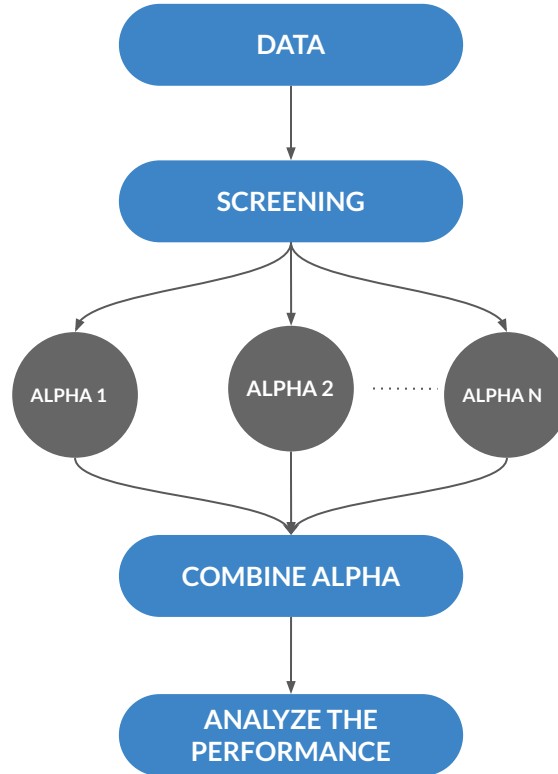 DATA
SCREENING
ALPHA 1
ALPHA 2
ALPHA N
COMBINE ALPHA
ANALYZE THE
PERFORMANCE